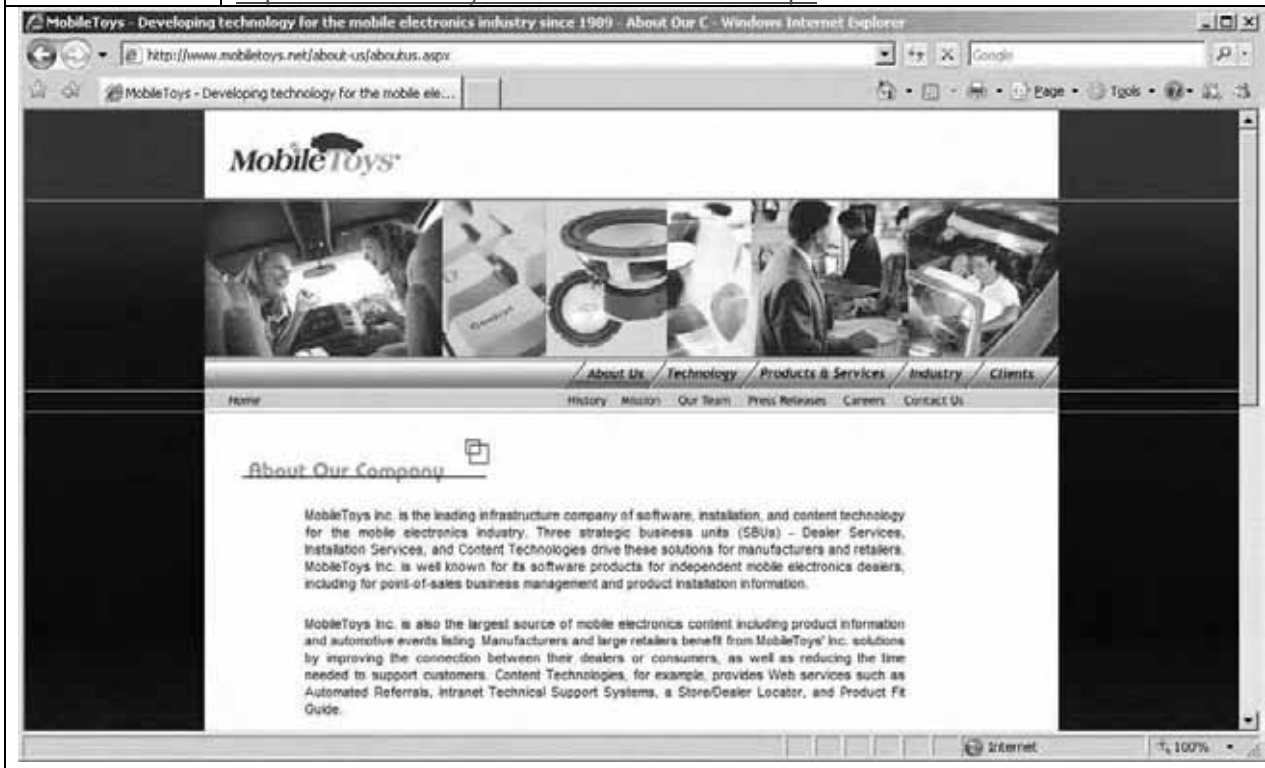 MobileToys - Developing technology for the mobile electronics industry since 1989 - About Our C - Windows Internet Explorer
http://www.mobiletoys.net/about-us/aboutus.aspx
Google
MobileToys - Developing technology for the mobile ele...
Page
Tools
MobileToys
About Us Technology Products & Services Industry Clients
Home History Mission Our Team Press Releases Careers Contact Us
About Our Company
MobileToys Inc. is the leading infrastructure company of software, installation, and content technology
for the mobile electronics industry. Three strategic business units (SBUs) – Dealer Services,
Installation Services, and Content Technologies drive these solutions for manufacturers and retailers.
MobileToys Inc. is well known for its software products for independent mobile electronics dealers,
including for point-of-sales business management and product installation information.
MobileToys Inc. is also the largest source of mobile electronics content including product information
and automotive events listing. Manufacturers and large retailers benefit from MobileToys' Inc. solutions
by improving the connection between their dealers or consumers, as well as reducing the time
needed to support customers. Content Technologies, for example, provides Web services such as
Automated Referrals, Intranet Technical Support Systems, a Store/Dealer Locator, and Product Fit
Guide.
Internet
100%